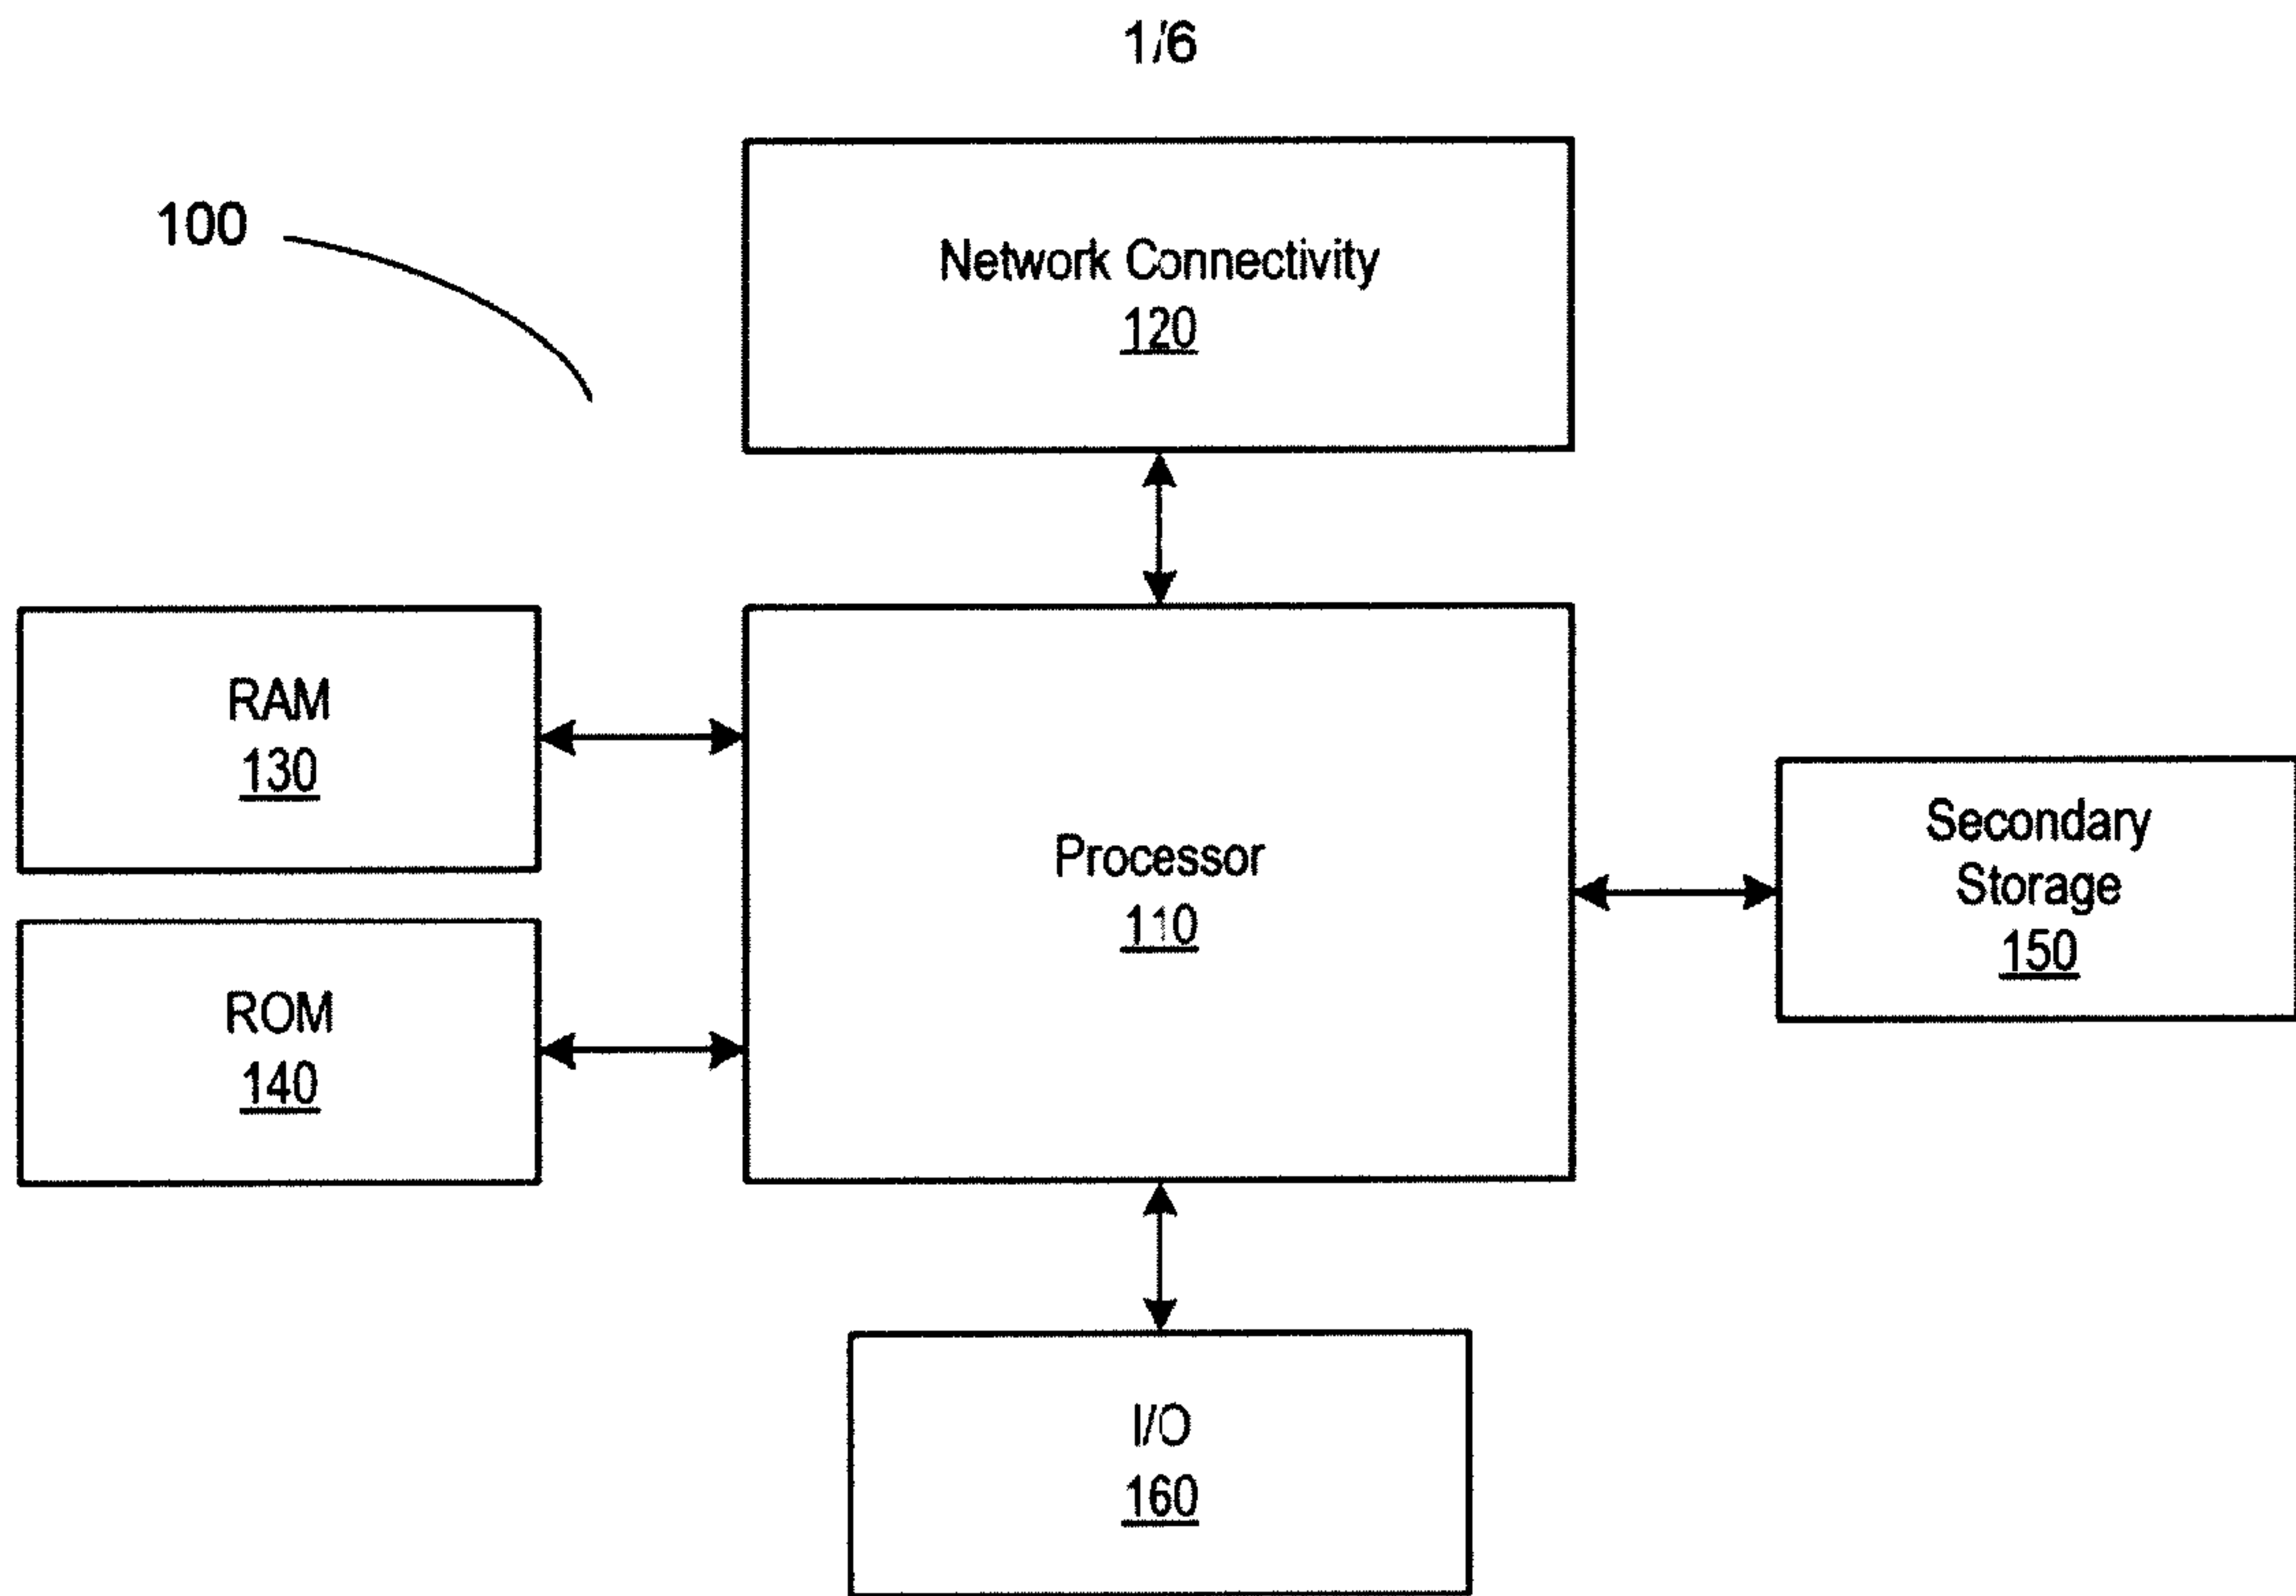 1/6
100
Network Connectivity
120
RAM
130
Processor
110
Secondary
Storage
150
ROM
140
I/O
160